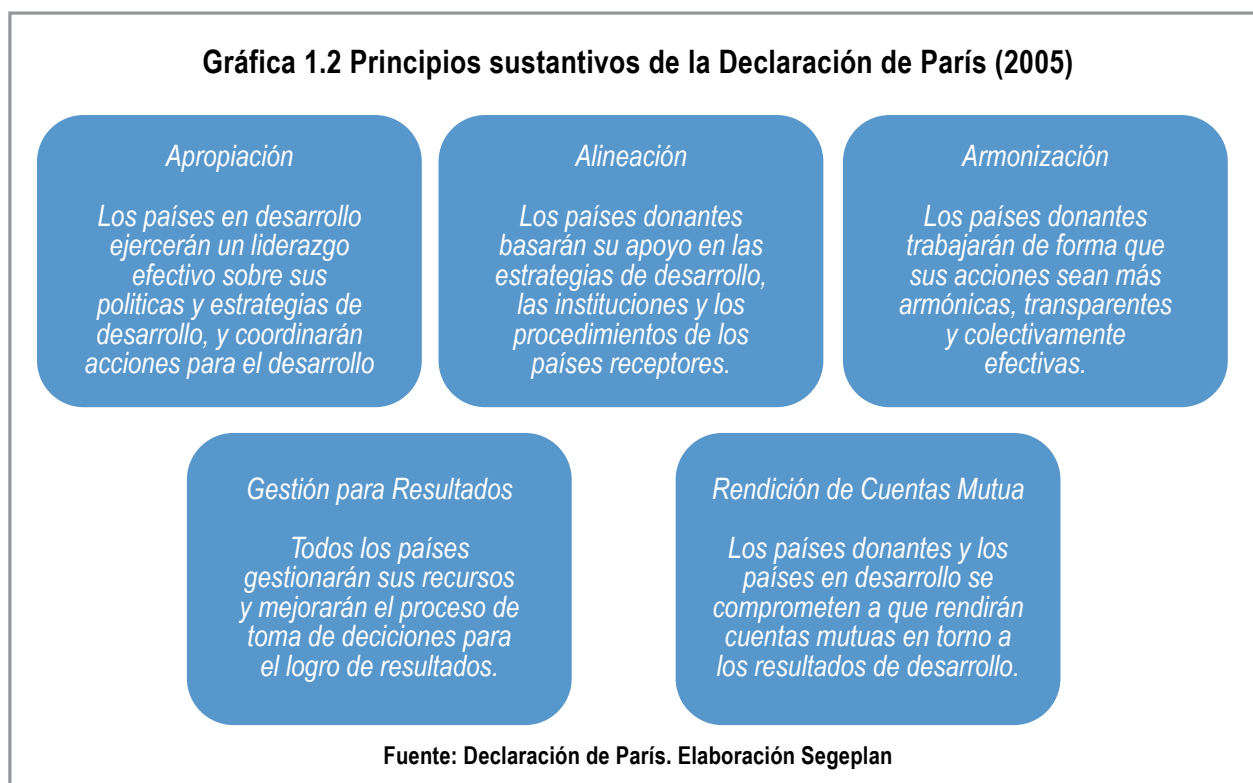 Gráfica 1.2 Principios sustantivos de la Declaración de París (2005)
Apropiación
Los países en desarrollo
ejercerán un liderazgo
efectivo sobre sus
politicas y estrategias de
desarrollo, y coordinarán
acciones para el desarrollo
Alineación
Los países donantes
basarán su apoyo en las
estrategias de desarrollo,
las instituciones y los
procedimientos de los
países receptores.
Armonización
Los países donantes
trabajarán de forma que
sus acciones sean más
armónicas, transparentes
y colectivamente
efectivas.
Gestión para Resultados
Todos los países
gestionarán sus recursos
y mejorarán el proceso de
toma de deciciones para
el logro de resultados.
Rendición de Cuentas Mutua
Los países donantes y los
países en desarrollo se
comprometen a que rendirán
cuentas mutuas en torno a
los resultados de desarrollo.
Fuente: Declaración de París. Elaboración Segeplan